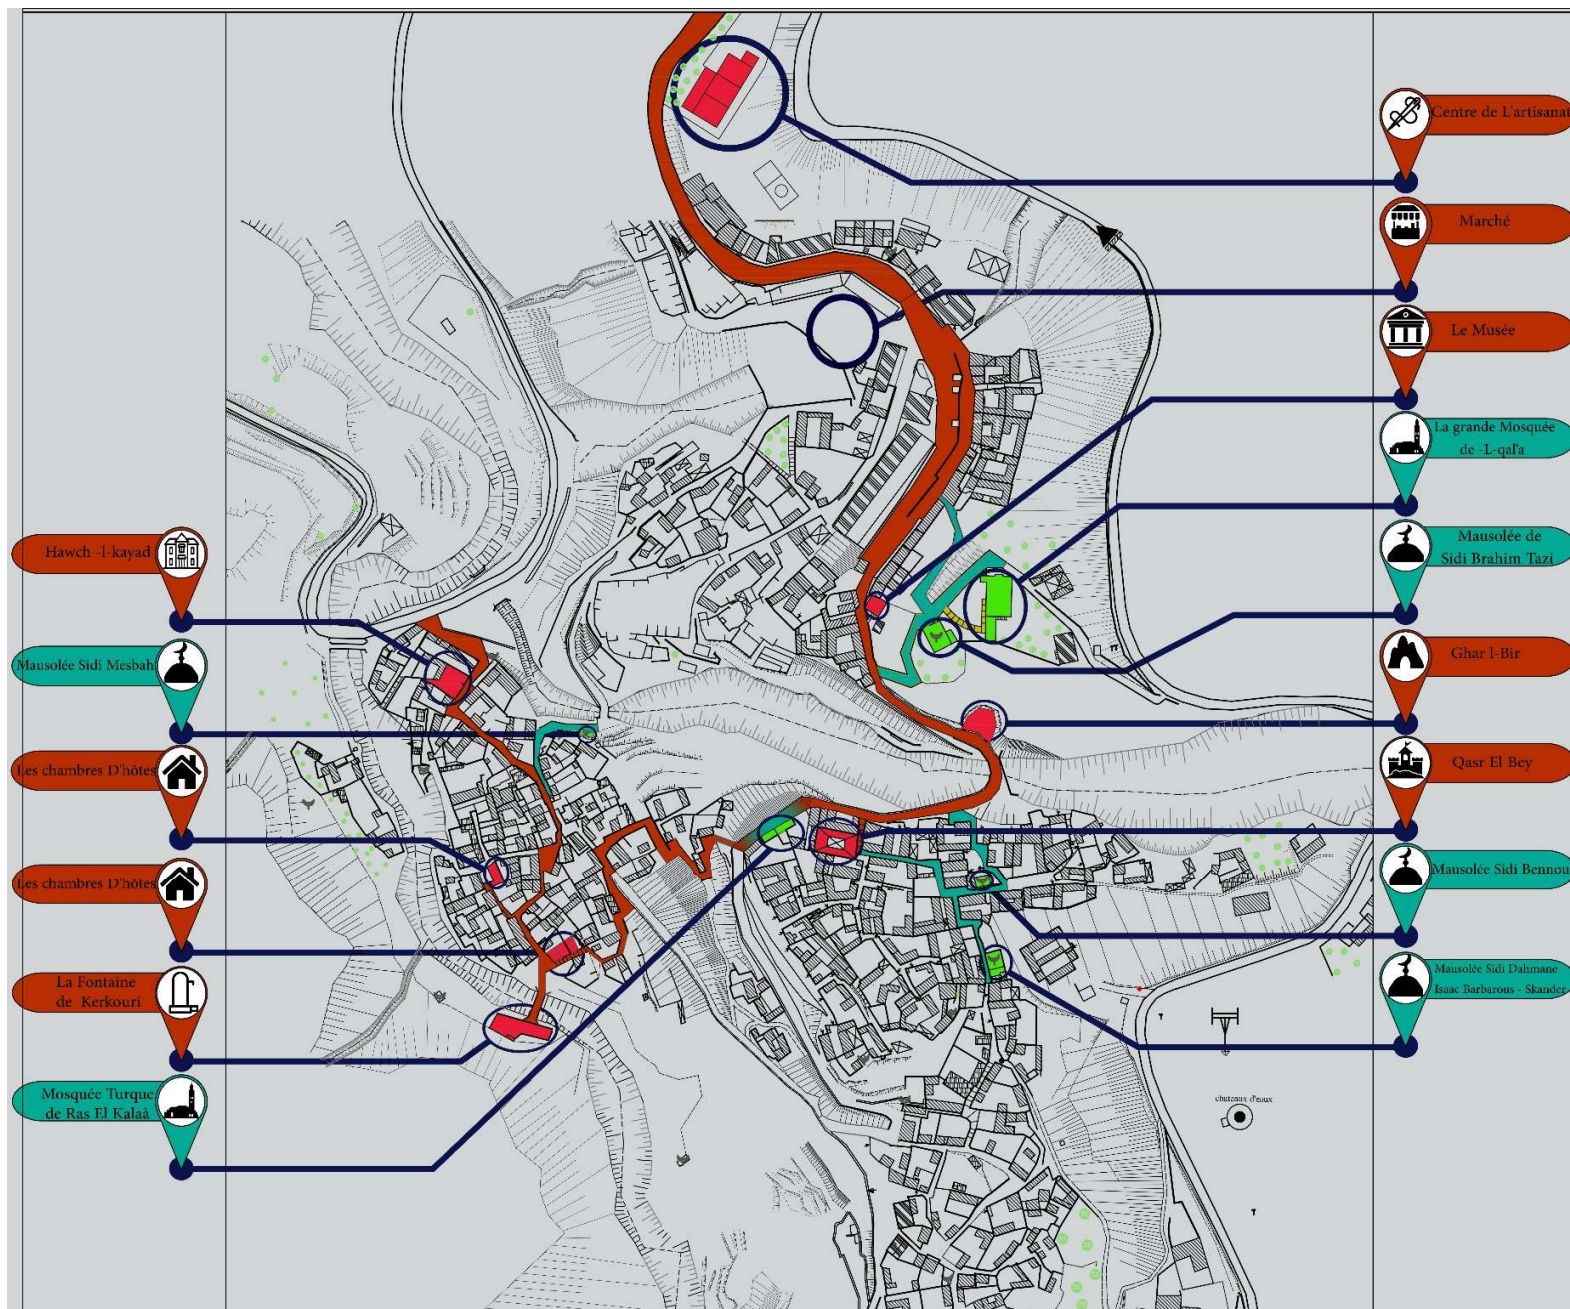 Centre de L'artisanat
Marché
Le Musée
La grande Mosquée
de -L-qal'a
Mausolée de
Sidi Brahim Tazi
Ghar l-Bir
Qasr El Bey
Mausolée Sidi Bennou
Mausolée Sidi Dahmane
Isaac Barbarous - Skander
Hawch -l-kayad
Mausolée Sidi Mesbah
Les chambres D'hôtes
Les chambres D'hôtes
La Fontaine
de Kerkouri
Mosquée Turque
de Ras El Kalaà
chateaux d'eaux